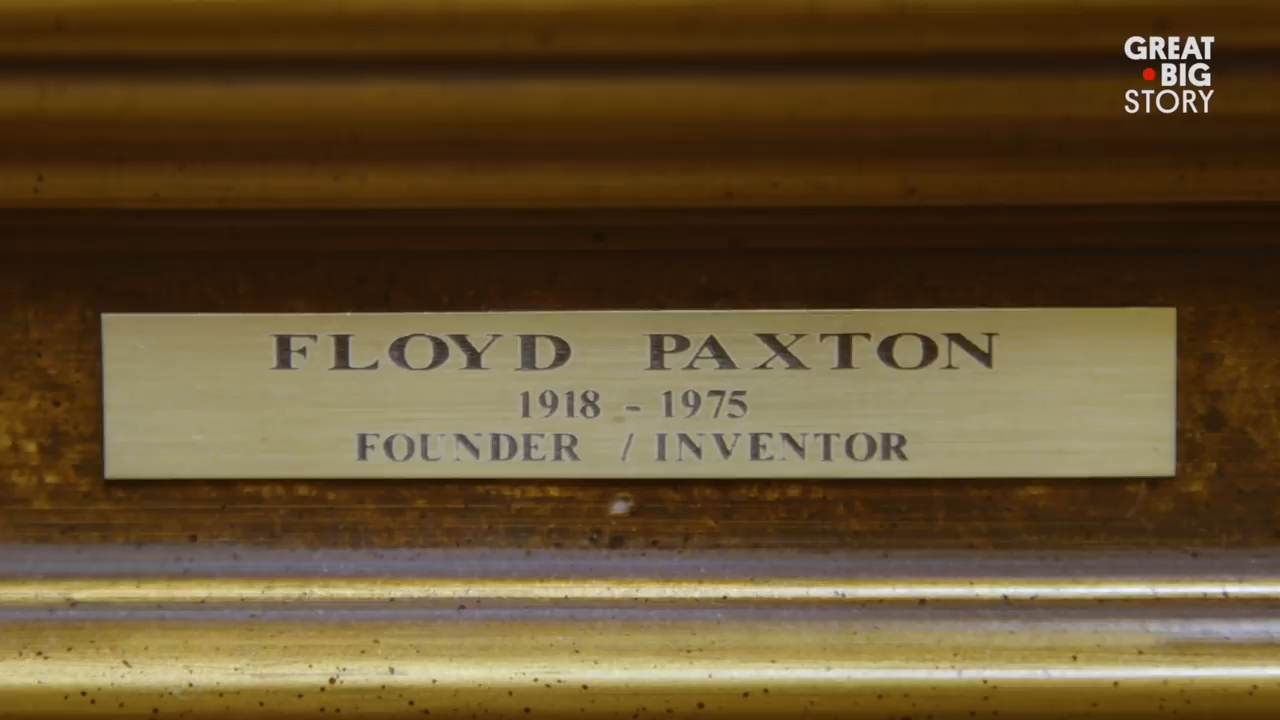 GREAT
BIG
STORY
FLOYD PAXTON
1918 - 1975
FOUNDER / INVENTOR